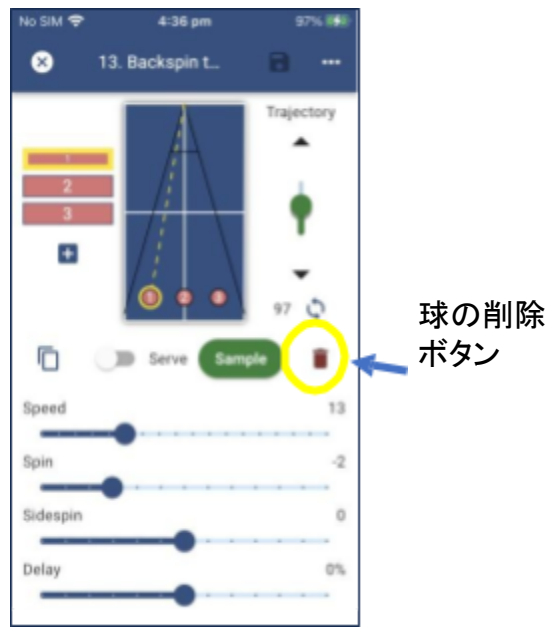 No SIM 4:36 pm 97%
13. Backspin t...
Trajectory
1
2
3
1 2 3
97
Serve Sample
球の削除
ボタン
Speed 13
Spin -2
Sidespin 0
Delay 0%